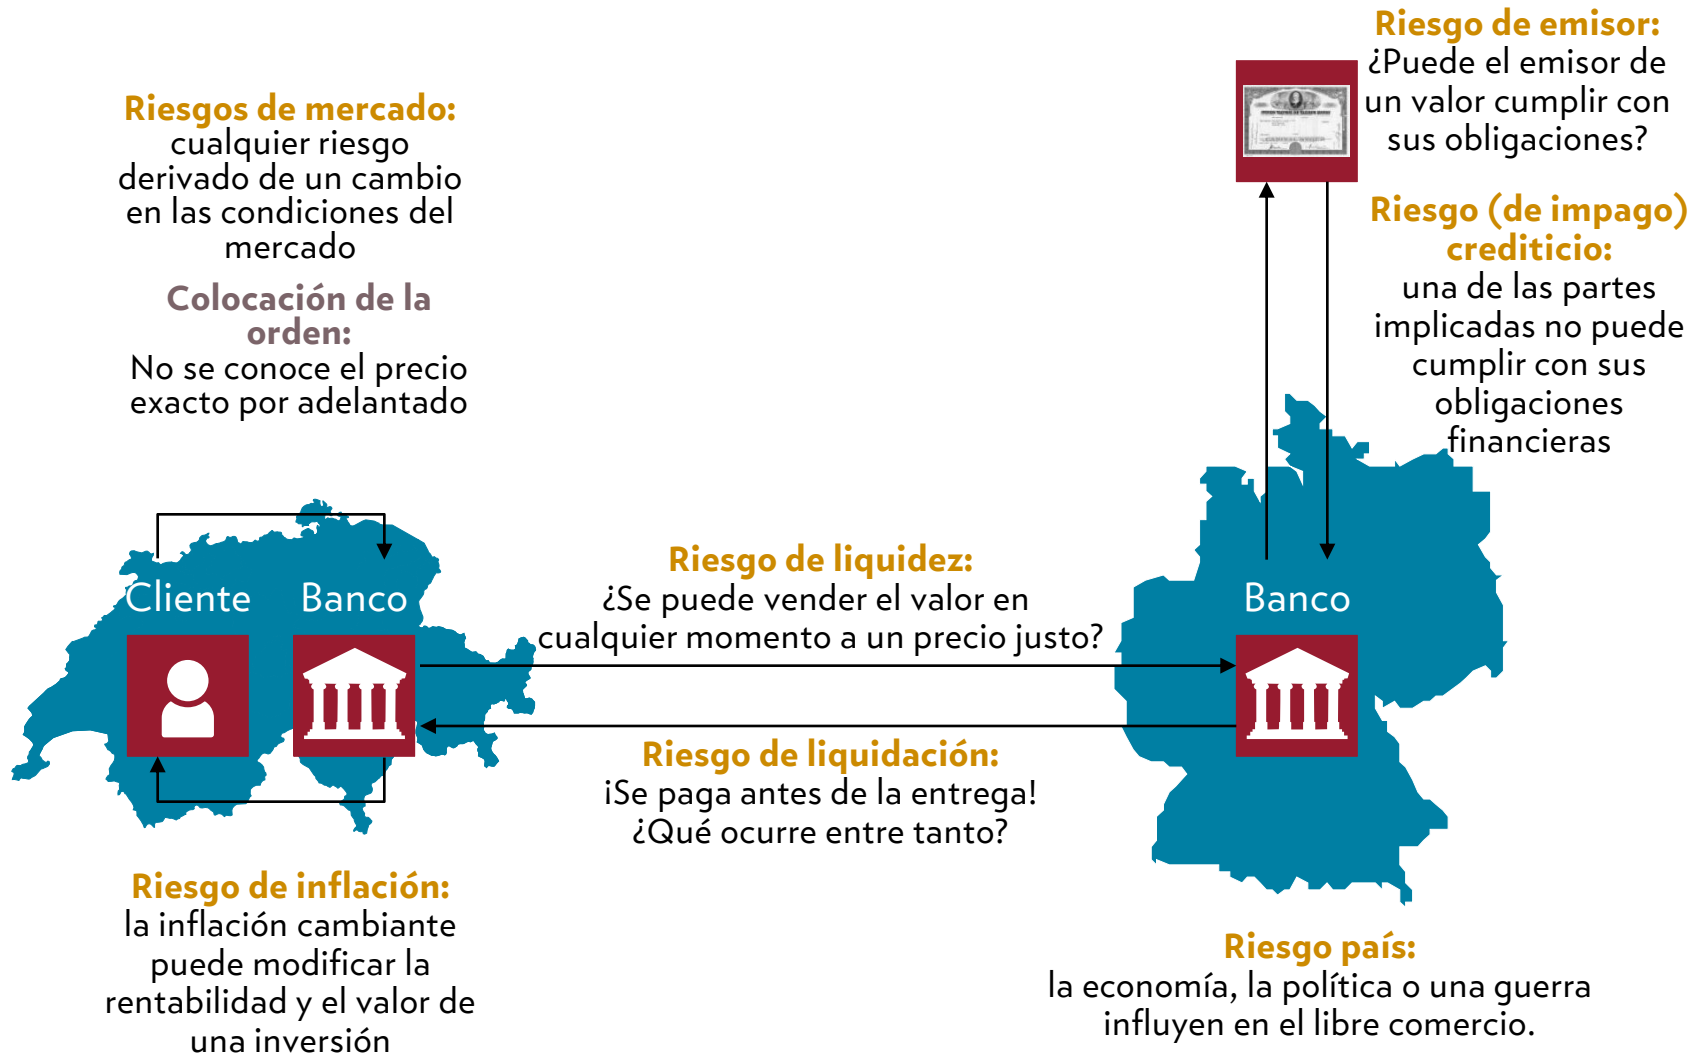 Riesgo de emisor:
¿Puede el emisor de
un valor cumplir con
sus obligaciones?
Riesgos de mercado:
cualquier riesgo
derivado de un cambio
en las condiciones del
mercado
Colocación de la
orden:
No se conoce el precio
exacto por adelantado
Riesgo (de impago)
crediticio:
una de las partes
implicadas no puede
cumplir con sus
obligaciones
financieras
Cliente
Banco
Riesgo de liquidez:
¿Se puede vender el valor en
cualquier momento a un precio justo?
Banco
Riesgo de liquidación:
¡Se paga antes de la entrega!
¿Qué ocurre entre tanto?
Riesgo de inflación:
la inflación cambiante
puede modificar la
rentabilidad y el valor de
una inversión
Riesgo país:
la economía, la política o una guerra
influyen en el libre comercio.